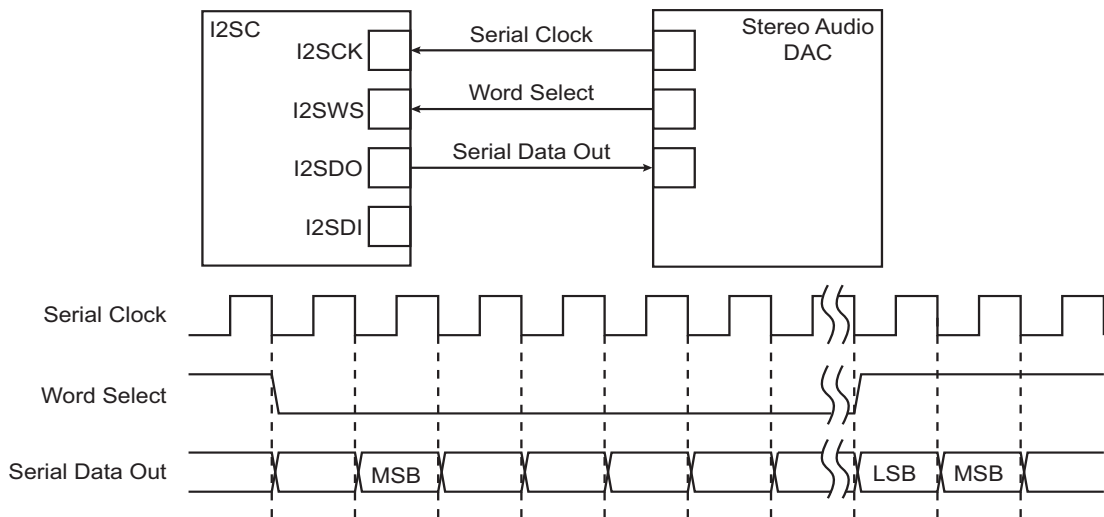 I2SC
Stereo Audio
DAC
I2SCK
Serial Clock
I2SWS
Word Select
I2SDO
Serial Data Out
I2SDI
Serial Clock
Word Select
Serial Data Out
MSB
LSB
MSB